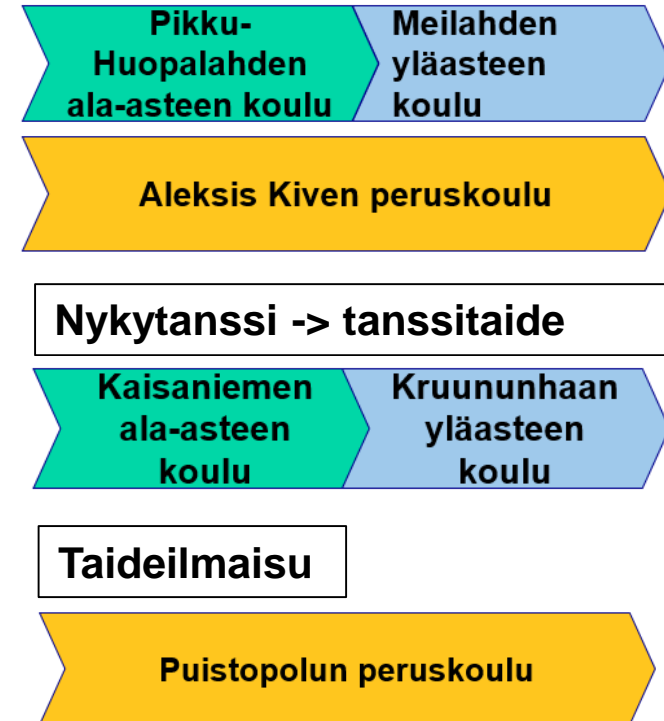 Pikku-
Huopalahden
ala-asteen koulu
Meilahden
yläasteen
koulu
Aleksis Kiven peruskoulu
Nykytanssi -> tanssitaide
Kaisaniemen
ala-asteen
koulu
Kruununhaan
yläasteen
koulu
Taideilmaisu
Puistopolun peruskoulu